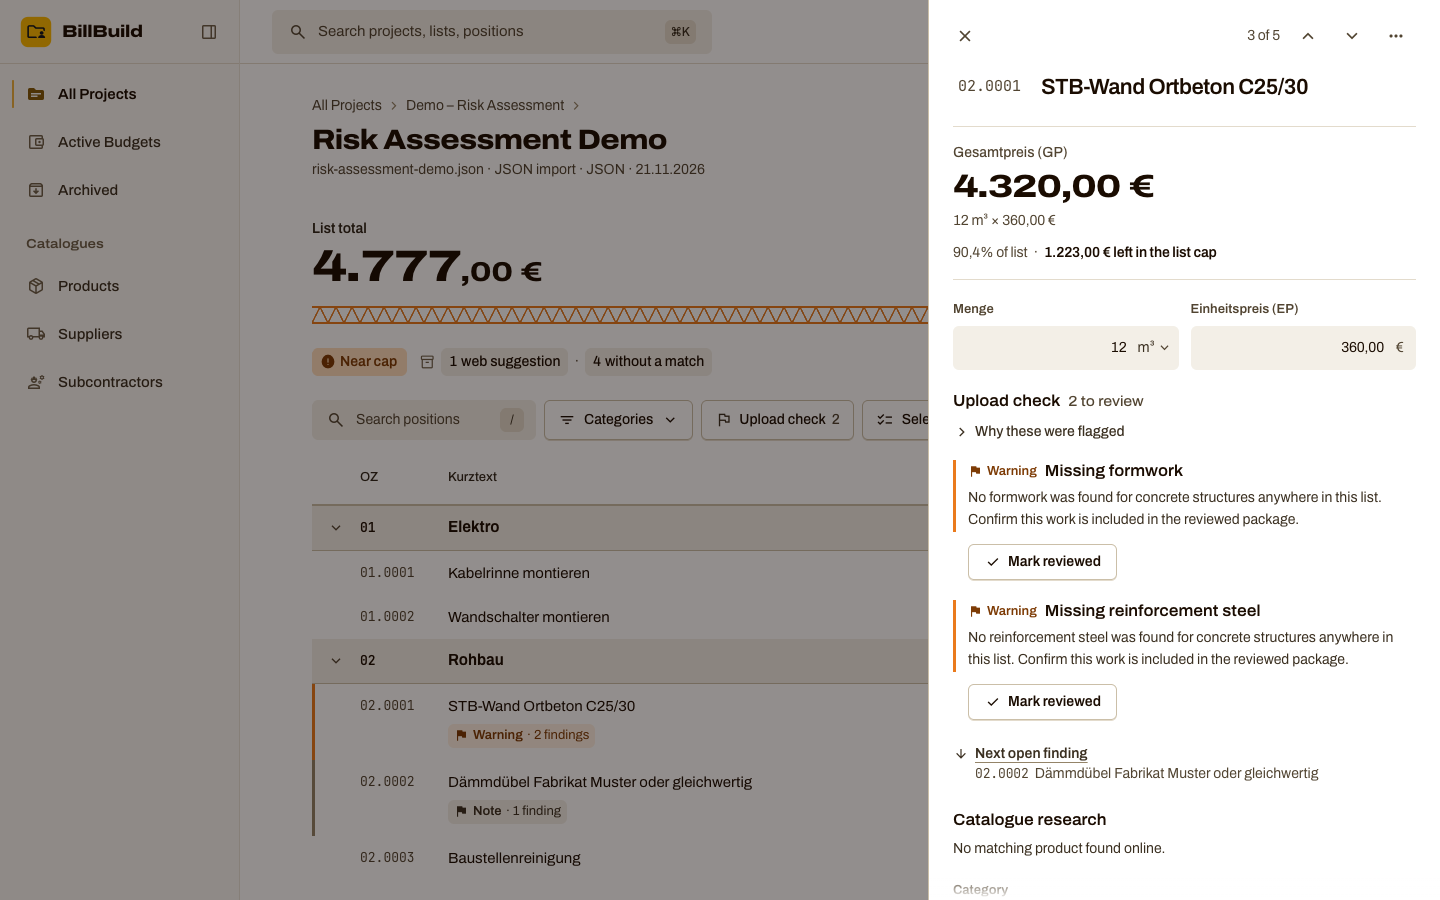 BillBuild
Search projects, lists, positions
⌘K
All Projects
Active Budgets
Archived
Catalogues
Products
Suppliers
Subcontractors
All Projects
Demo – Risk Assessment
Risk Assessment Demo
risk-assessment-demo.json · JSON import · JSON · 21.11.2026
List total
4.777,00 €
Near cap
1 web suggestion
·
4 without a match
Search positions
/
Categories
Upload check 2
Sele
OZ
Kurztext
01
Elektro
01.0001
Kabelrinne montieren
01.0002
Wandschalter montieren
02
Rohbau
02.0001
STB-Wand Ortbeton C25/30
Warning · 2 findings
02.0002
Dämmdübel Fabrikat Muster oder gleichwertig
Note · 1 finding
02.0003
Baustellenreinigung
3 of 5
02.0001
STB-Wand Ortbeton C25/30
Gesamtpreis (GP)
4.320,00 €
12 m³ × 360,00 €
90,4% of list · 1.223,00 € left in the list cap
Menge
Einheitspreis (EP)
12 m³
360,00 €
Upload check 2 to review
Why these were flagged
Warning Missing formwork
No formwork was found for concrete structures anywhere in this list.
Confirm this work is included in the reviewed package.
Mark reviewed
Warning Missing reinforcement steel
No reinforcement steel was found for concrete structures anywhere in
this list. Confirm this work is included in the reviewed package.
Mark reviewed
Next open finding
02.0002 Dämmdübel Fabrikat Muster oder gleichwertig
Catalogue research
No matching product found online.
Category